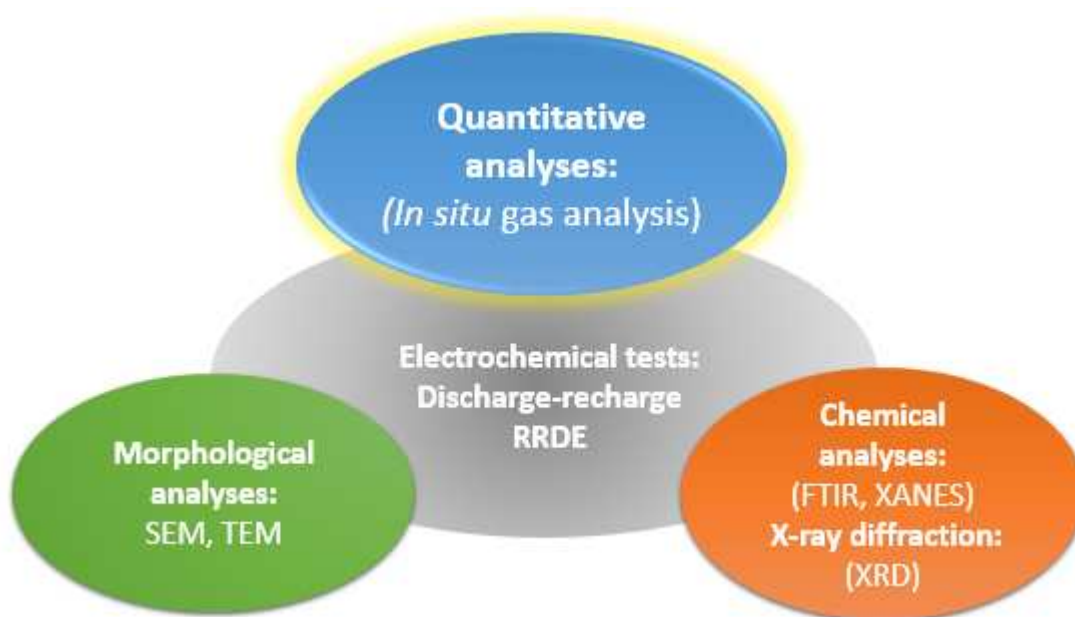 Quantitative
analyses:
(In situ gas analysis)
Electrochemical tests:
Discharge-recharge
RRDE
Morphological
analyses:
SEM, TEM
Chemical
analyses:
(FTIR, XANES)
X-ray diffraction:
(XRD)